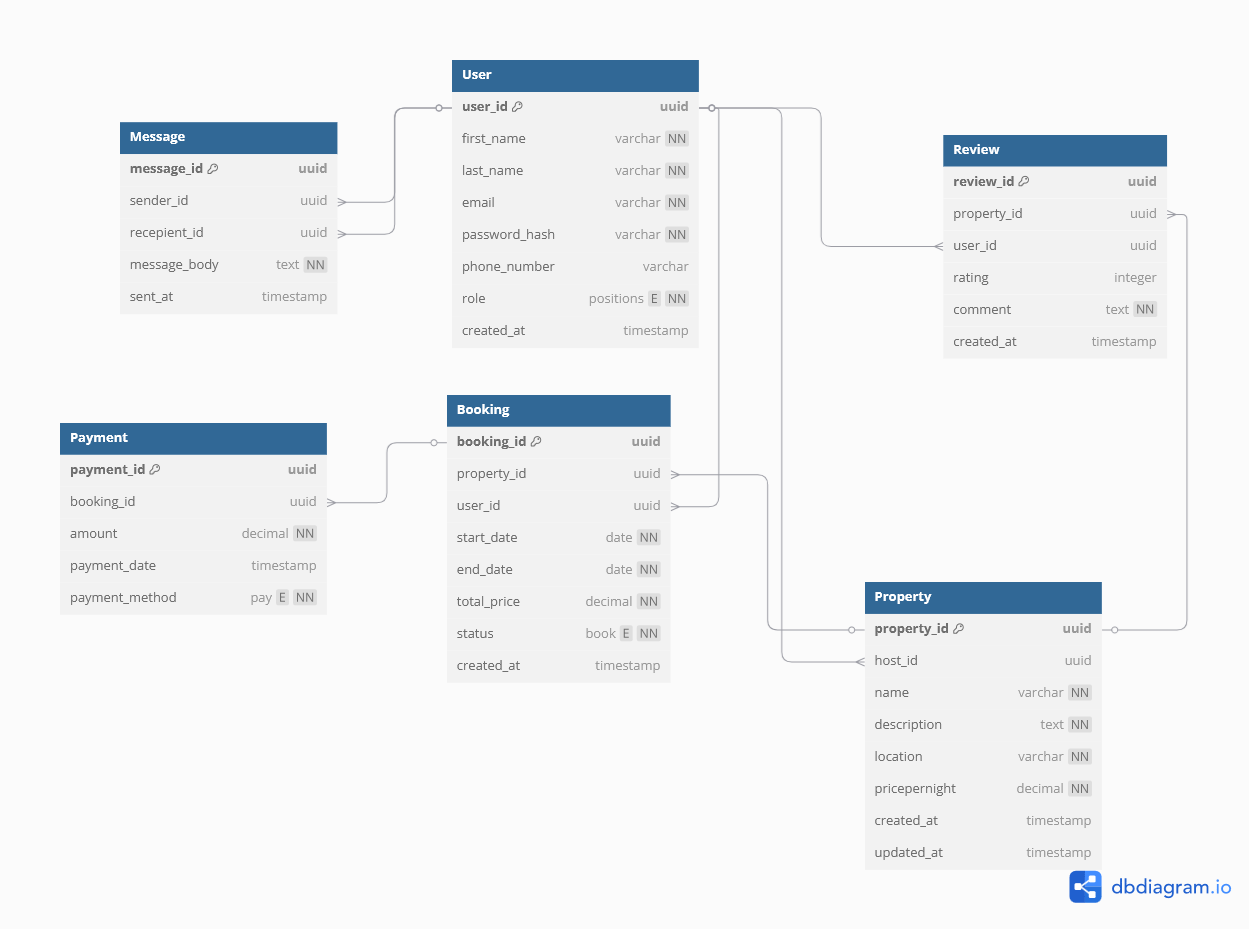 User
user_id uuid
first_name varchar NN
last_name varchar NN
email varchar NN
password_hash varchar NN
phone_number varchar
role positions E NN
created_at timestamp
Message
message_id uuid
sender_id uuid
recepient_id uuid
message_body text NN
sent_at timestamp
Review
review_id uuid
property_id uuid
user_id uuid
rating integer
comment text NN
created_at timestamp
Booking
booking_id uuid
property_id uuid
user_id uuid
start_date date NN
end_date date NN
total_price decimal NN
status book E NN
created_at timestamp
Payment
payment_id uuid
booking_id uuid
amount decimal NN
payment_date timestamp
payment_method pay E NN
Property
property_id uuid
host_id uuid
name varchar NN
description text NN
location varchar NN
pricepernight decimal NN
created_at timestamp
updated_at timestamp
dbdiagram.io